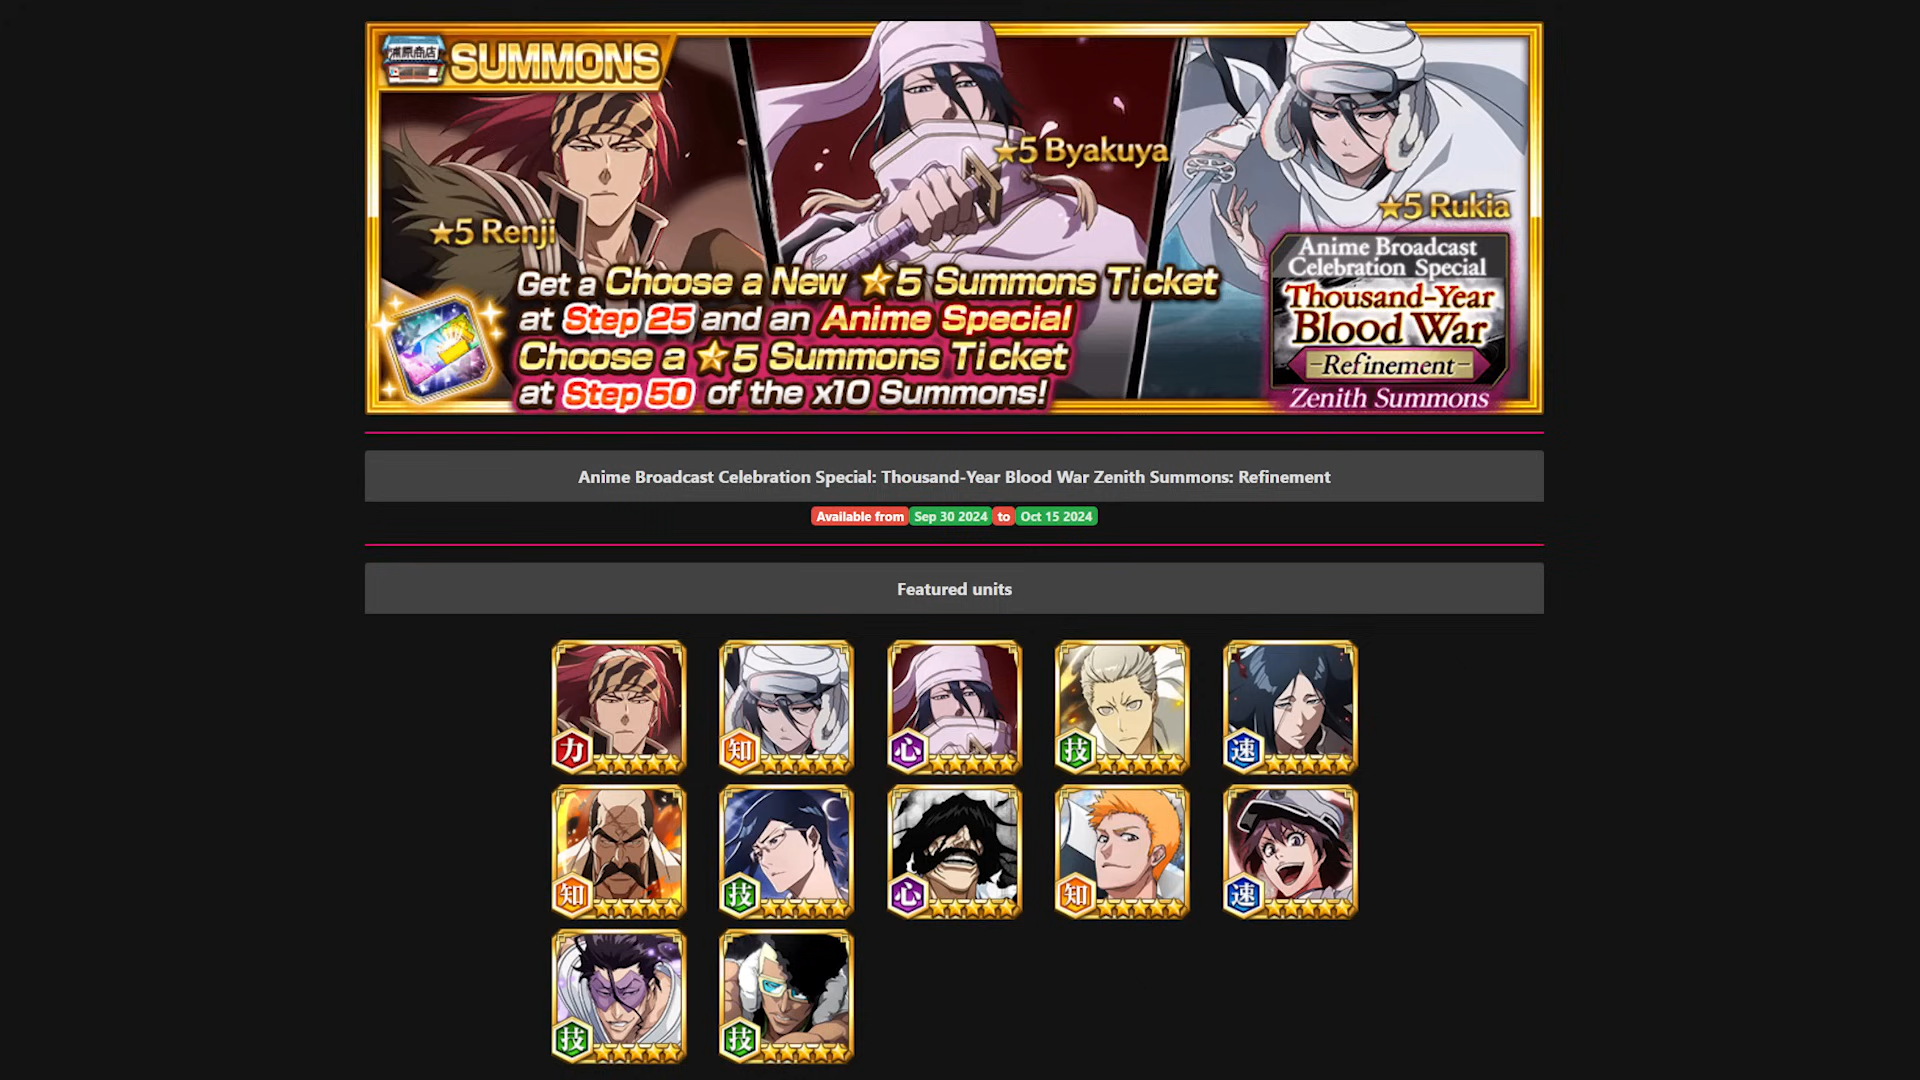 浦原商店
SUMMONS
★5 Renji
★5 Byakuya
★5 Rukia
Get a Choose a New ★5 Summons Ticket
at Step 25 and an Anime Special
Choose a ★5 Summons Ticket
at Step 50 of the x10 Summons!
Anime Broadcast
Celebration Special
Thousand-Year
Blood War
-Refinement-
Zenith Summons
Anime Broadcast Celebration Special: Thousand-Year Blood War Zenith Summons: Refinement
Available from Sep 30 2024 to Oct 15 2024
Featured units
力 知 心 技 速
知 技 心 知 速
技 技